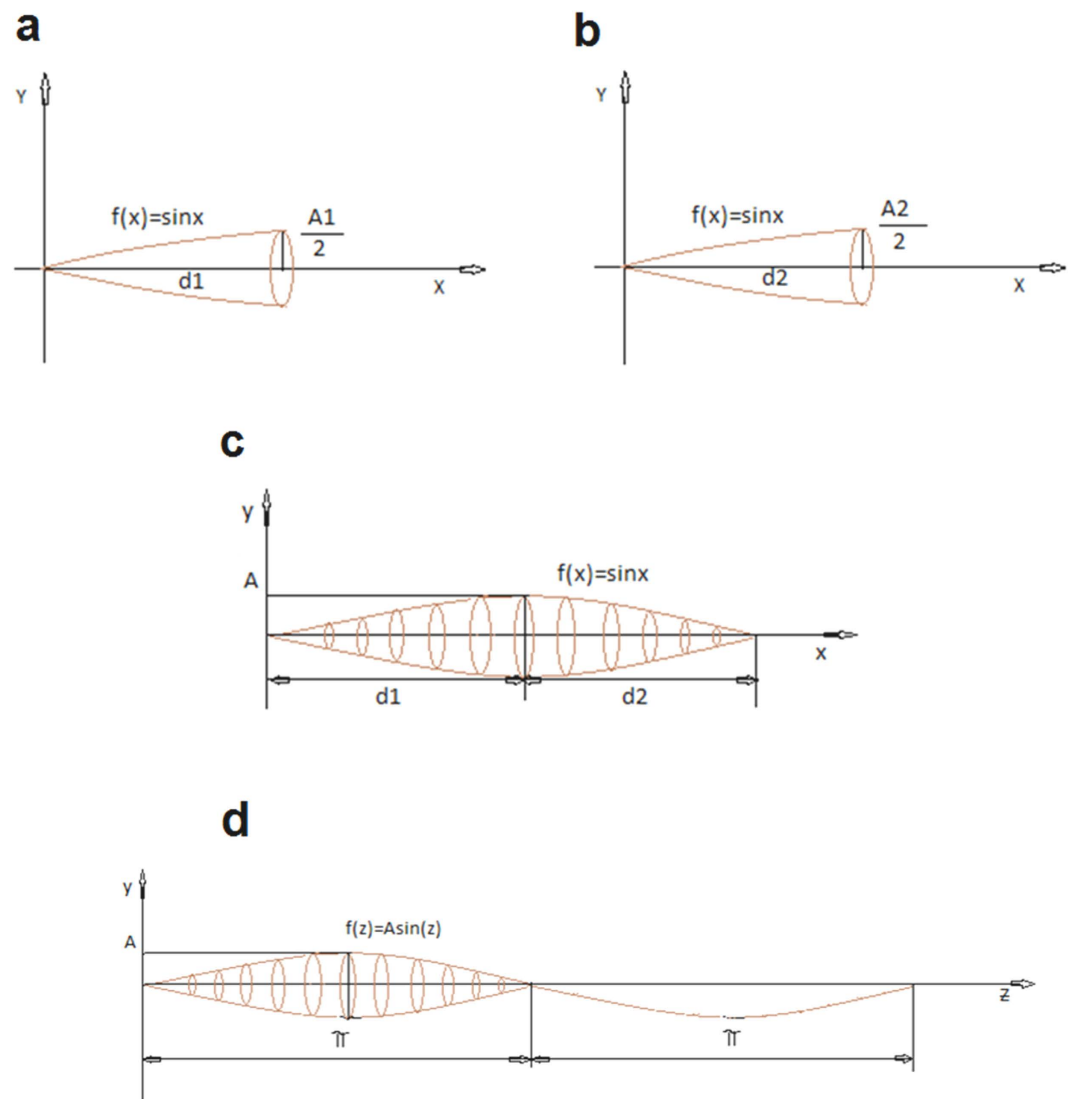 a
Y
f(x)=sinx
A1
2
d1
X
b
Y
f(x)=sinx
A2
2
d2
X
c
y
A
f(x)=sinx
x
d1
d2
d
y
A
f(z)=Asin(z)
z
π
π